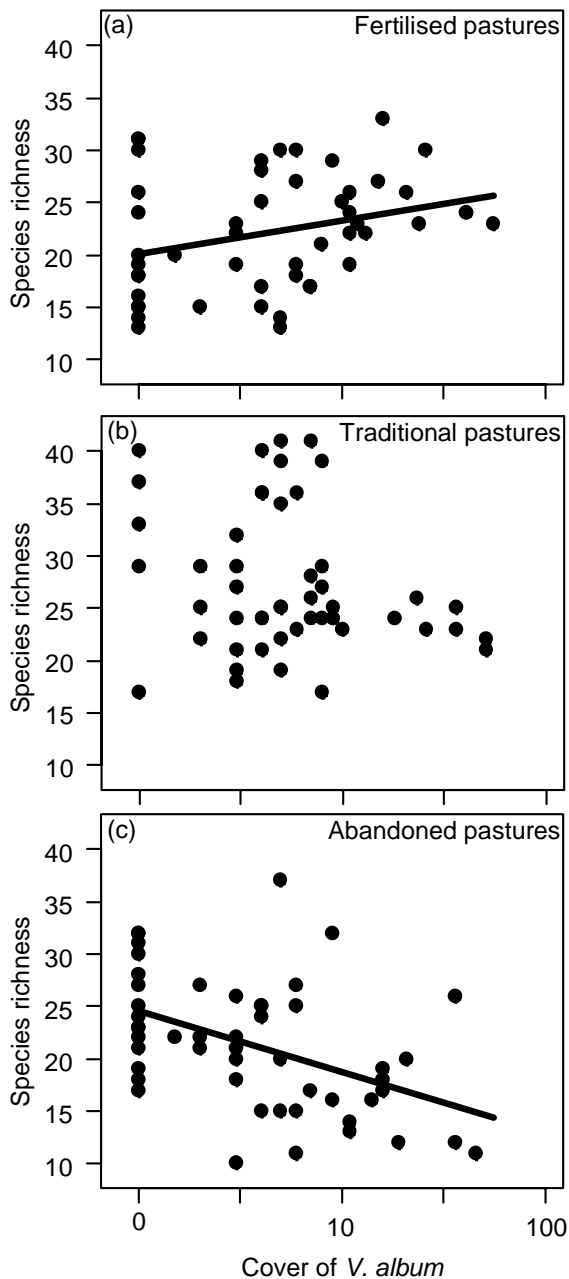 (a) Fertilised pastures
40
35
30
25
20
15
10
Species richness
(b) Traditional pastures
40
35
30
25
20
15
10
Species richness
(c) Abandoned pastures
40
35
30
25
20
15
10
Species richness
0 10 100
Cover of V. album